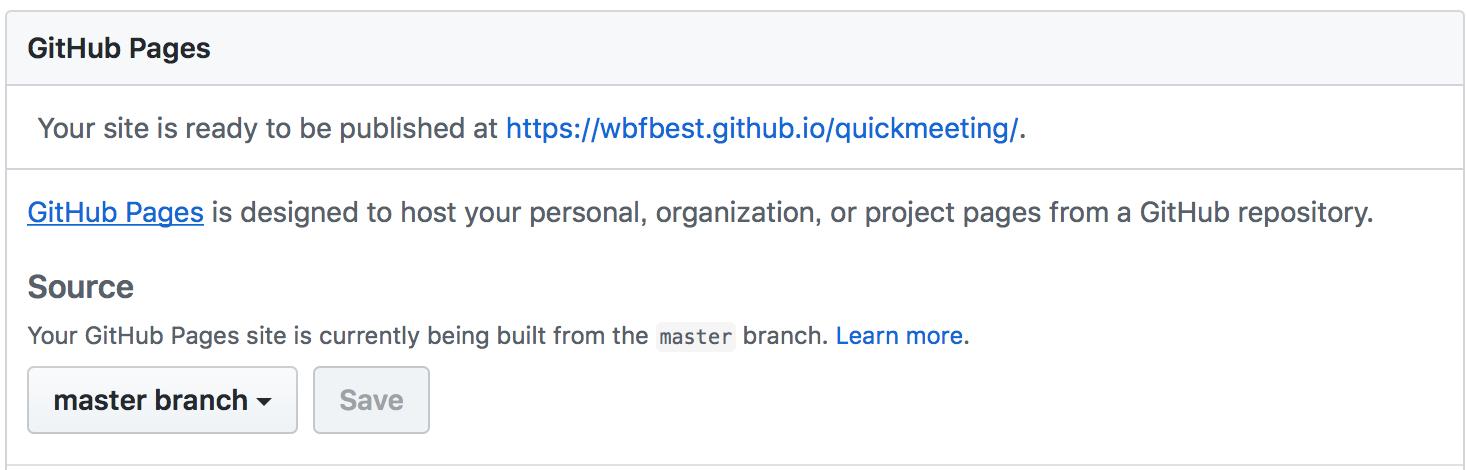 GitHub Pages
Your site is ready to be published at https://wbfbest.github.io/quickmeeting/.
GitHub Pages is designed to host your personal, organization, or project pages from a GitHub repository.
Source
Your GitHub Pages site is currently being built from the master branch. Learn more.
master branch
Save